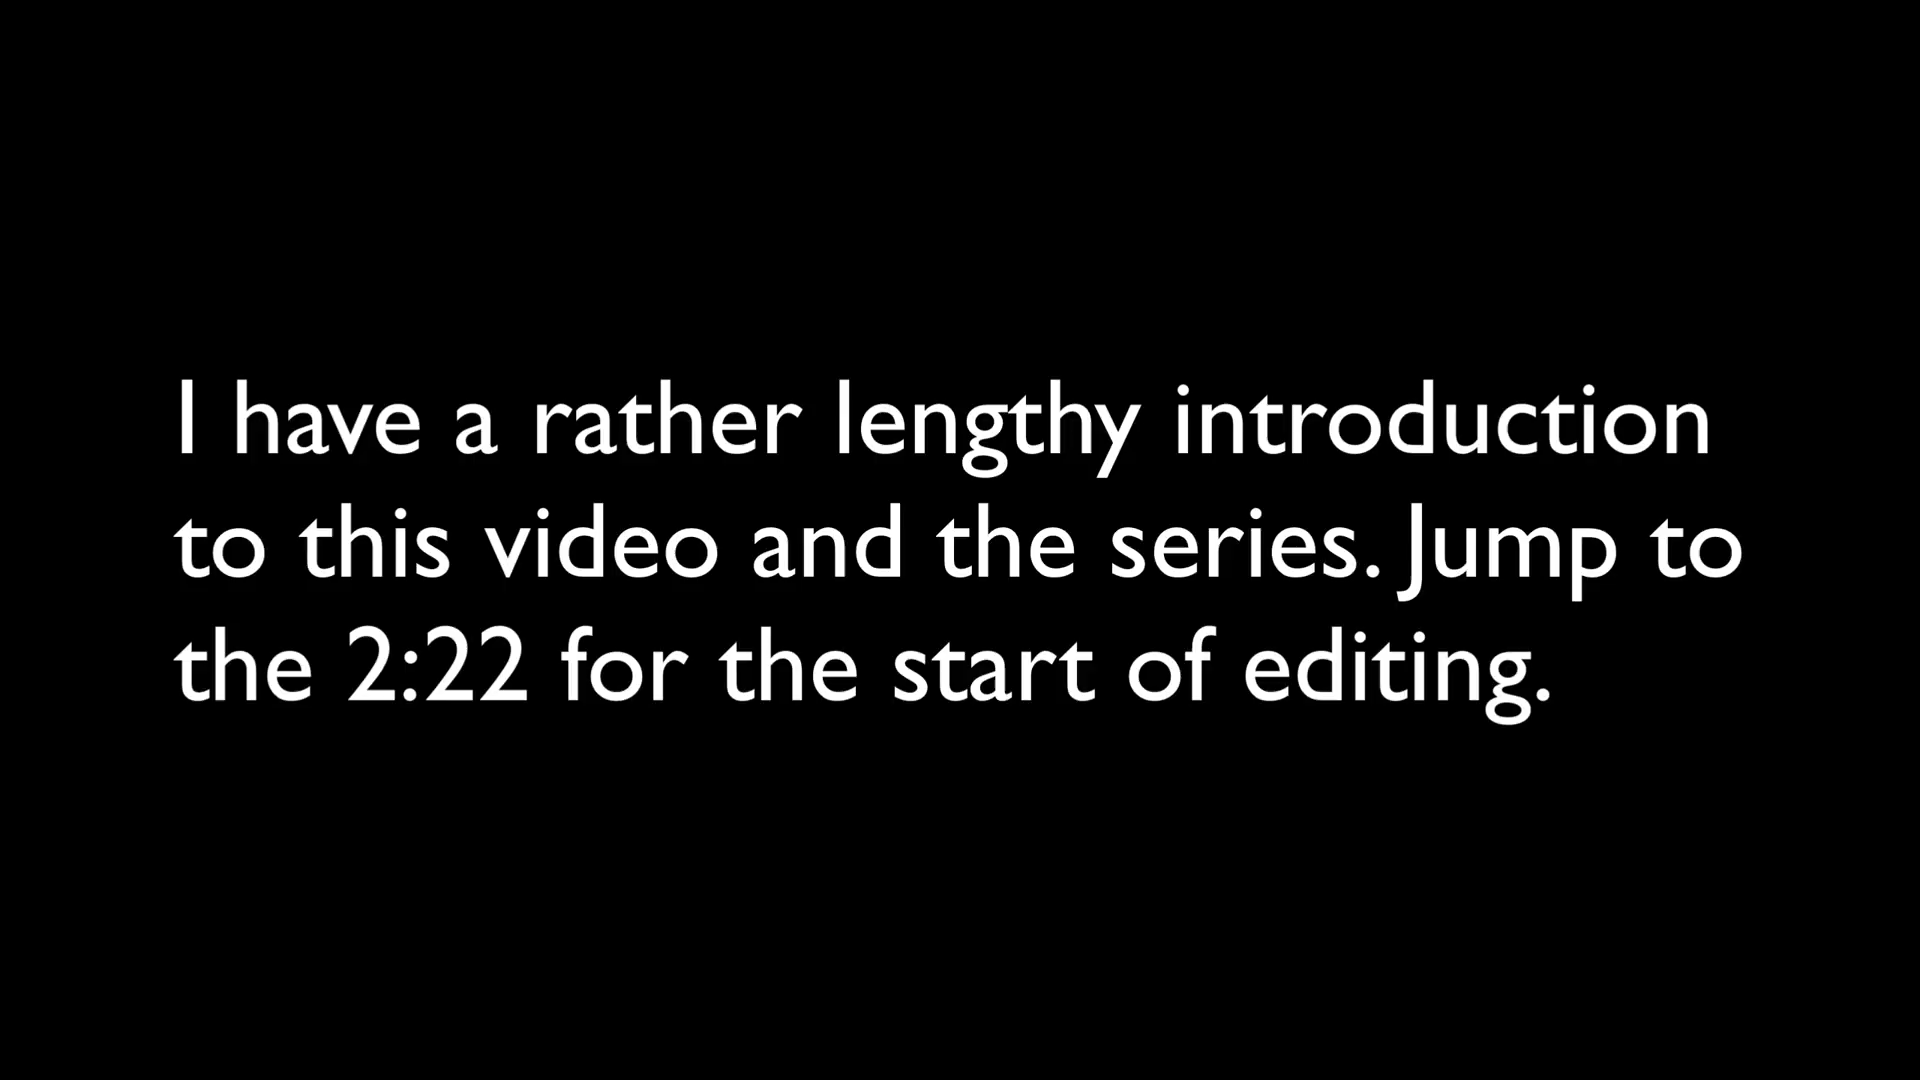 I have a rather lengthy introduction
to this video and the series. Jump to
the 2:22 for the start of editing.